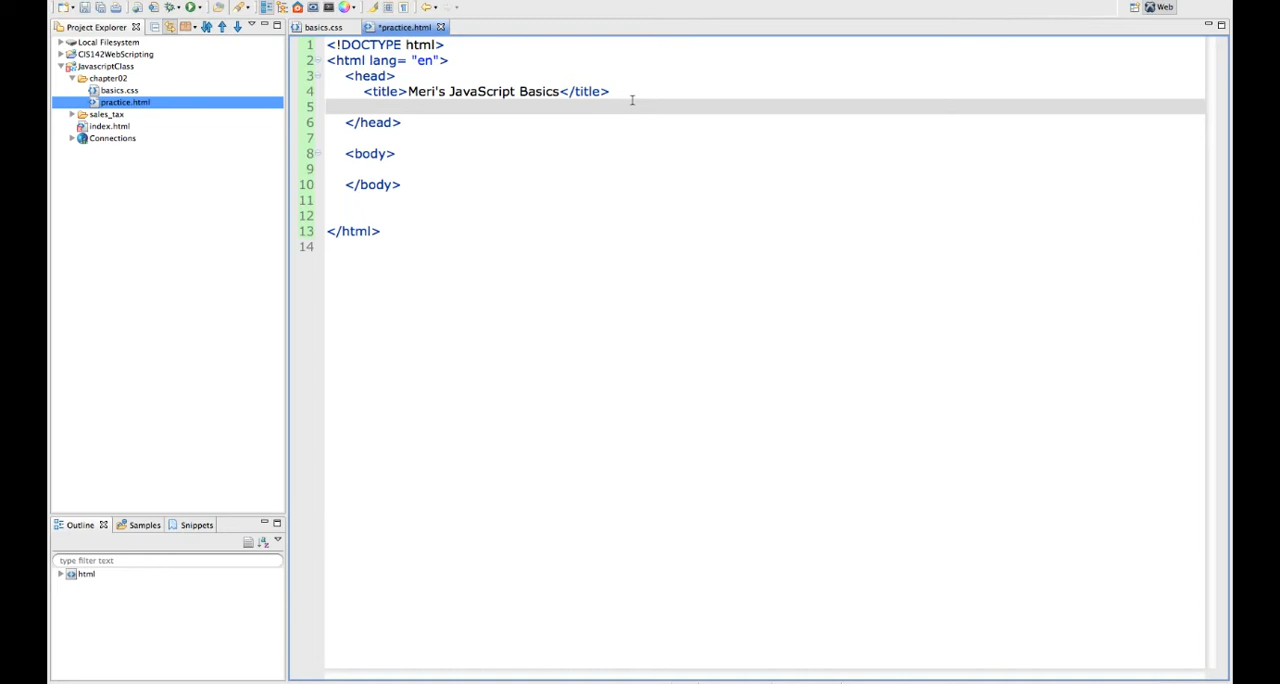 Web
Project Explorer
basics.css
*practice.html
Local Filesystem
CIS142WebScripting
JavascriptClass
chapter02
basics.css
practice.html
sales_tax
index.html
Connections
1 <!DOCTYPE html>
2 <html lang= "en">
3 <head>
4 <title>Meri's JavaScript Basics</title>
5
6 </head>
7
8 <body>
9
10 </body>
11
12
13 </html>
14
Outline
Samples
Snippets
type filter text
html